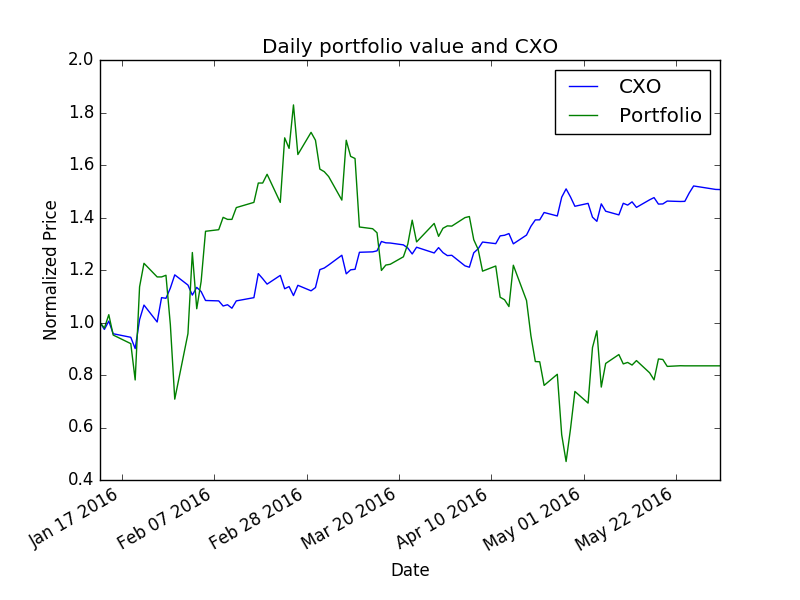 Daily portfolio value and CXO
CXO
Portfolio
Normalized Price
2.0
1.8
1.6
1.4
1.2
1.0
0.8
0.6
0.4
Jan 17 2016
Feb 07 2016
Feb 28 2016
Mar 20 2016
Apr 10 2016
May 01 2016
May 22 2016
Date